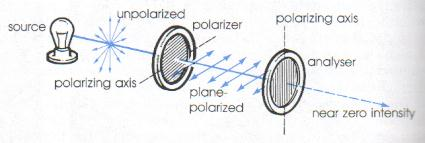 source
unpolarized
polarizer
polarizing axis
polarizing axis
plane-
polarized
analyser
near zero intensity